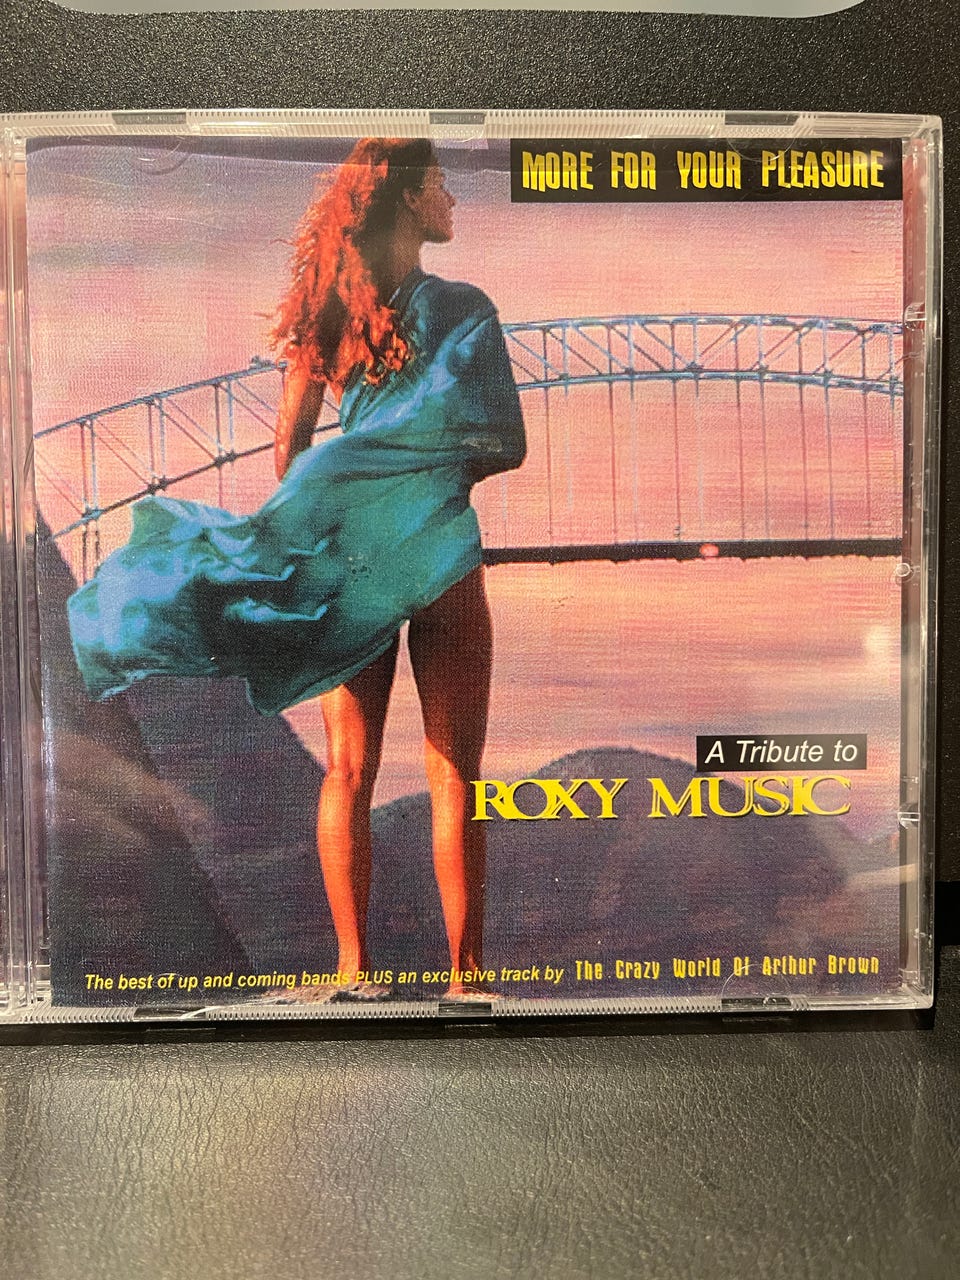 MORE FOR YOUR PLEASURE
A Tribute to
ROXY MUSIC
The best of up and coming bands PLUS an exclusive track by The Crazy World Of Arthur Brown